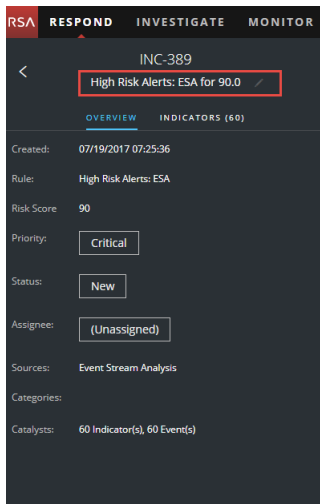 RSA RESPOND INVESTIGATE MONITOR
INC-389
High Risk Alerts: ESA for 90.0
OVERVIEW INDICATORS (60)
Created: 07/19/2017 07:25:36
Rule: High Risk Alerts: ESA
Risk Score 90
Priority: Critical
Status: New
Assignee: (Unassigned)
Sources: Event Stream Analysis
Categories:
Catalysts: 60 Indicator(s), 60 Event(s)